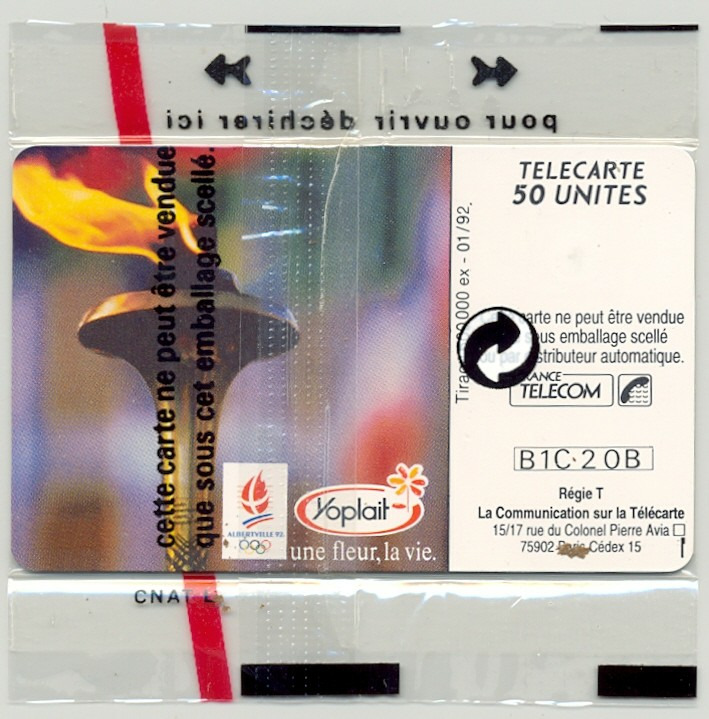 pour ouvrir déchirer ici
cette carte ne peut être vendue
que sous cet emballage scellé.
ALBERTVILLE 92
Yoplait
une fleur, la vie.
TELECARTE
50 UNITES
000 ex - 01/92.
carte ne peut être vendue
sous emballage scellé
ou par distributeur automatique.
FRANCE
TELECOM
B1C·20B
Régie T
La Communication sur la Télécarte
15/17 rue du Colonel Pierre Avia
75902 Paris Cédex 15
CNAT